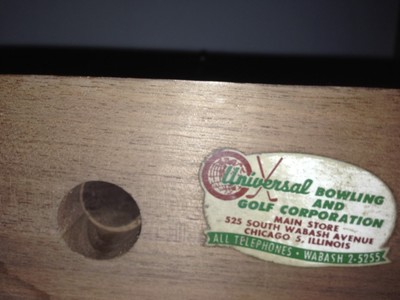 Universal BOWLING
AND
GOLF CORPORATION
MAIN STORE
525 SOUTH WABASH AVENUE
CHICAGO 5, ILLINOIS
ALL TELEPHONES • WABASH 2-5255